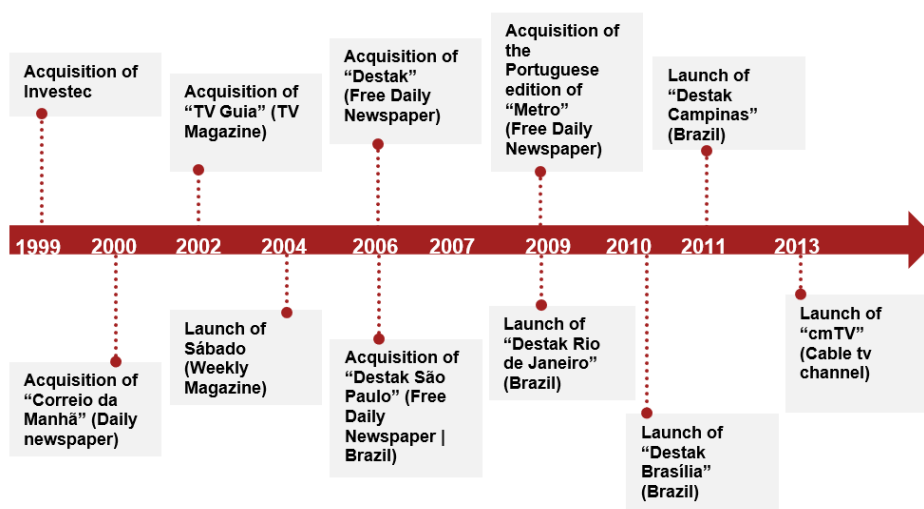 Acquisition of
Investec
Acquisition of
“TV Guia” (TV
Magazine)
Acquisition of
“Destak”
(Free Daily
Newspaper)
Acquisition of
the
Portuguese
edition of
“Metro”
(Free Daily
Newspaper)
Launch of
“Destak
Campinas”
(Brazil)
1999 2000 2002 2004 2006 2007 2009 2010 2011 2013
Acquisition of
“Correio da
Manhã” (Daily
newspaper)
Launch of
Sábado
(Weekly
Magazine)
Acquisition of
“Destak São
Paulo” (Free
Daily
Newspaper |
Brazil)
Launch of
“Destak Rio
de Janeiro”
(Brazil)
Launch of
“Destak
Brasília”
(Brazil)
Launch of
“cmTV”
(Cable tv
channel)